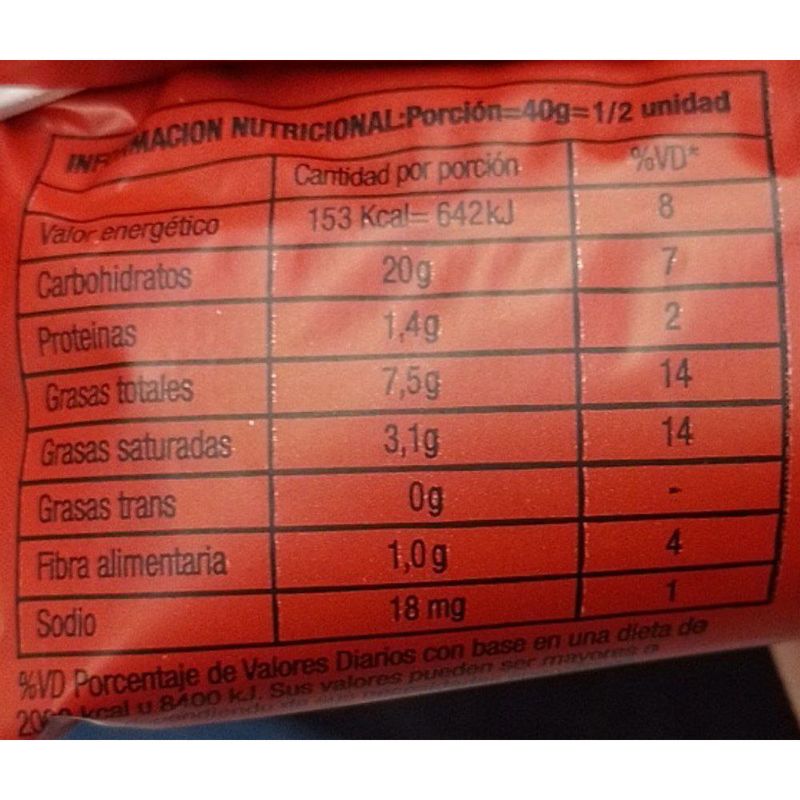 INFORMACION NUTRICIONAL:Porción=40g=1/2 unidad
Cantidad por porción %VD*
Valor energético 153 Kcal= 642kJ 8
Carbohidratos 20g 7
Proteinas 1,4g 2
Grasas totales 7,5g 14
Grasas saturadas 3,1g 14
Grasas trans 0g -
Fibra alimentaria 1,0g 4
Sodio 18 mg 1
%VD Porcentaje de Valores Diarios con base en una dieta de
kcal u 8400 kJ. Sus valores pueden ser mayores o